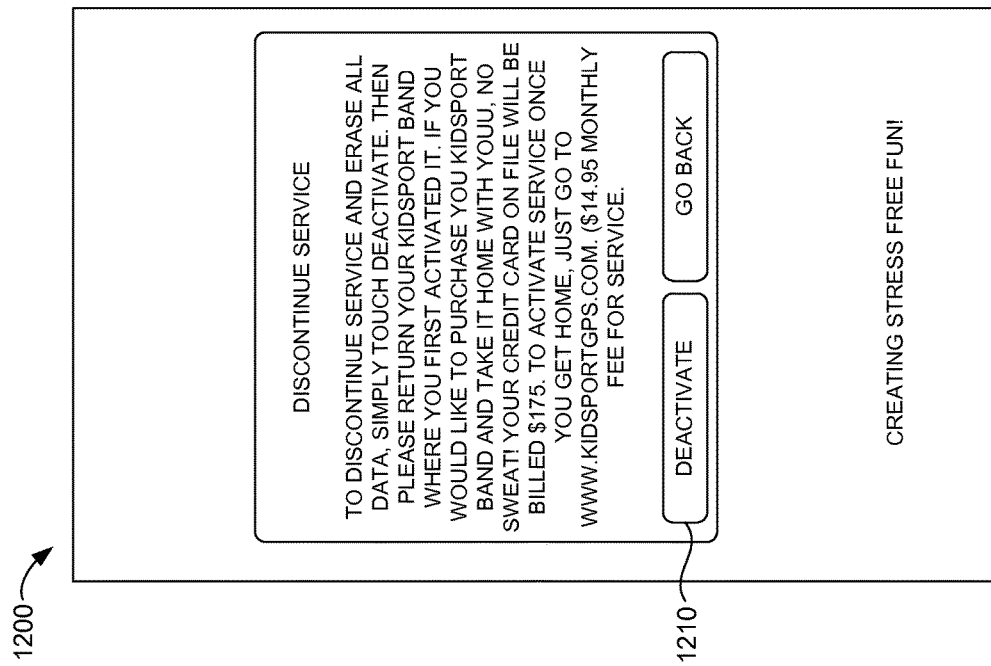 1200
DISCONTINUE SERVICE
TO DISCONTINUE SERVICE AND ERASE ALL
DATA, SIMPLY TOUCH DEACTIVATE. THEN
PLEASE RETURN YOUR KIDSPORT BAND
WHERE YOU FIRST ACTIVATED IT. IF YOU
WOULD LIKE TO PURCHASE YOU KIDSPORT
BAND AND TAKE IT HOME WITH YOUU, NO
SWEAT! YOUR CREDIT CARD ON FILE WILL BE
BILLED $175. TO ACTIVATE SERVICE ONCE
YOU GET HOME, JUST GO TO
WWW.KIDSPORTGPS.COM. ($14.95 MONTHLY
FEE FOR SERVICE.
DEACTIVATE
GO BACK
1210
CREATING STRESS FREE FUN!